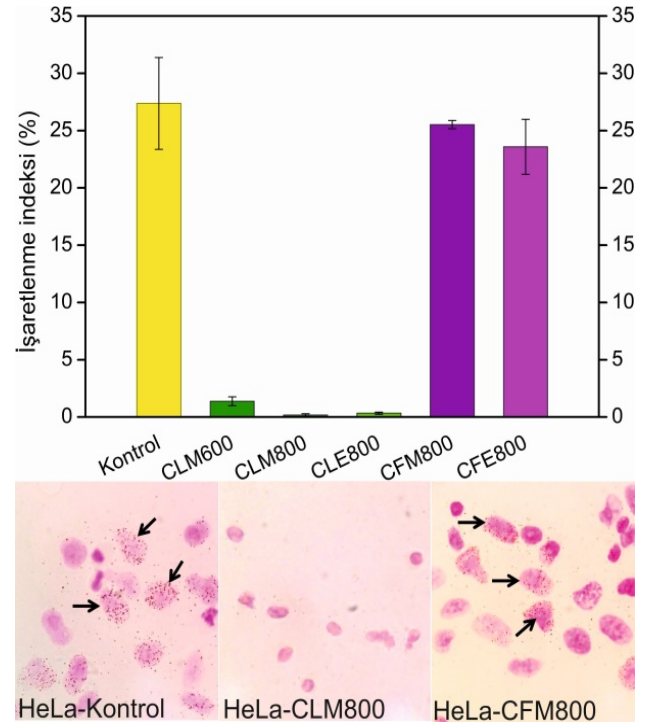 35
30
25
20
15
10
5
0
İşaretlenme indeksi (%)
35
30
25
20
15
10
5
0
Kontrol
CLM600
CLM800
CLE800
CFM800
CFE800
HeLa-Kontrol
HeLa-CLM800
HeLa-CFM800